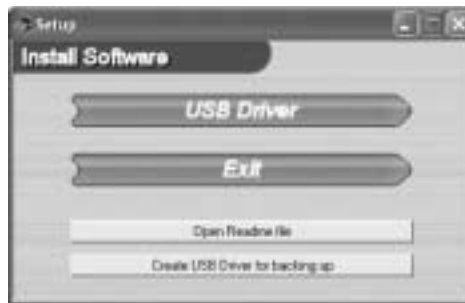 Setup
Install Software
USB Driver
Exit
Open Readme file
Create USB Driver for backing up